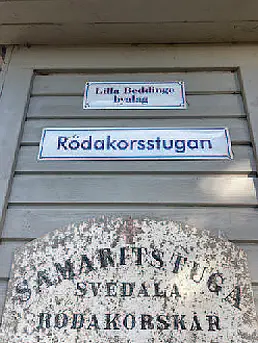 Lilla Beddinge
byalag
Rödakorsstugan
SAMARITSTUGA
SVEDALA
RÖDAKORSKÅR